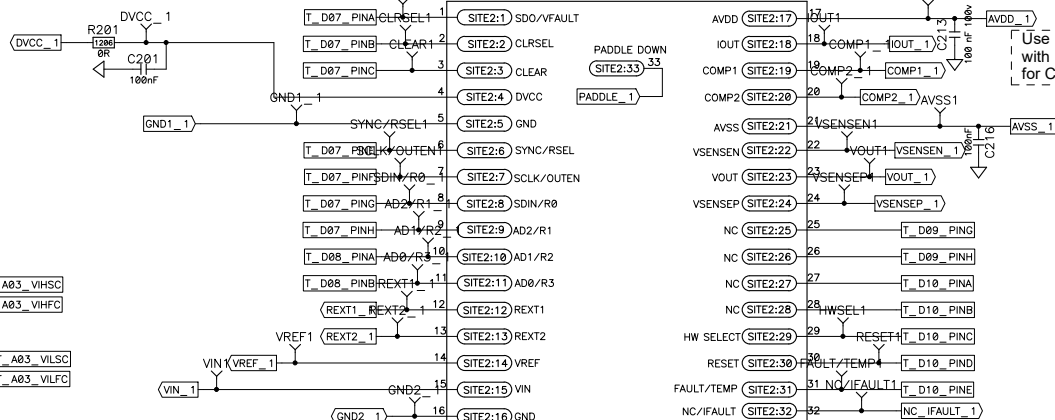 DVCC_1
DVCC_1
R201
1206
0R
C201
100nF
T_D07_PINA CLRSEL1 1 SITE2:1 SDO/VFAULT
T_D07_PINB CLEAR1 2 SITE2:2 CLRSEL
T_D07_PINC 3 SITE2:3 CLEAR
GND1_1 4 SITE2:4 DVCC
GND1_1 5 SITE2:5 GND
SYNC/RSEL1
T_D07_PINE SCLK/OUTEN1 6 SITE2:6 SYNC/RSEL
T_D07_PINF SDIN/R0_1 7 SITE2:7 SCLK/OUTEN
T_D07_PING AD2/R1_1 8 SITE2:8 SDIN/R0
T_D07_PINH AD1/R2_1 9 SITE2:9 AD2/R1
T_D08_PINA AD0/R3_1 10 SITE2:10 AD1/R2
T_D08_PINB REXT1_1 11 SITE2:11 AD0/R3
REXT1_1 REXT2_1 12 SITE2:12 REXT1
REXT2_1 13 SITE2:13 REXT2
VREF1
VIN1 VREF_1 14 SITE2:14 VREF
VIN_1 GND2_1 15 SITE2:15 VIN
GND2_1 16 SITE2:16 GND
A03_VIHSC
A03_VIHFC
T_A03_VILSC
T_A03_VILFC
PADDLE DOWN
SITE2:33 33
PADDLE_1
AVDD SITE2:17 17 IOUT1
AVDD_1
C213
100nF
100v
IOUT SITE2:18 18 COMP1_1 IOUT_1
COMP1 SITE2:19 19 COMP2_1 COMP1_1
COMP2 SITE2:20 20 COMP2_1 AVSS1
AVSS SITE2:21 21 VSENSEN1 AVSS_1
100nF
C216
VSENSEN SITE2:22 22 VOUT1 VSENSEN_1
VOUT SITE2:23 23 VSENSEP1 VOUT_1
VSENSEP SITE2:24 24 VSENSEP_1
NC SITE2:25 25 T_D09_PING
NC SITE2:26 26 T_D09_PINH
NC SITE2:27 27 T_D10_PINA
NC SITE2:28 28 HWSEL1 T_D10_PINB
HW SELECT SITE2:29 29 RESET1 T_D10_PINC
RESET SITE2:30 30 FAULT/TEMP1 T_D10_PIND
FAULT/TEMP SITE2:31 31 NC/IFAULT1 T_D10_PINE
NC/IFAULT SITE2:32 32 NC_IFAULT_1
Use
with
for C